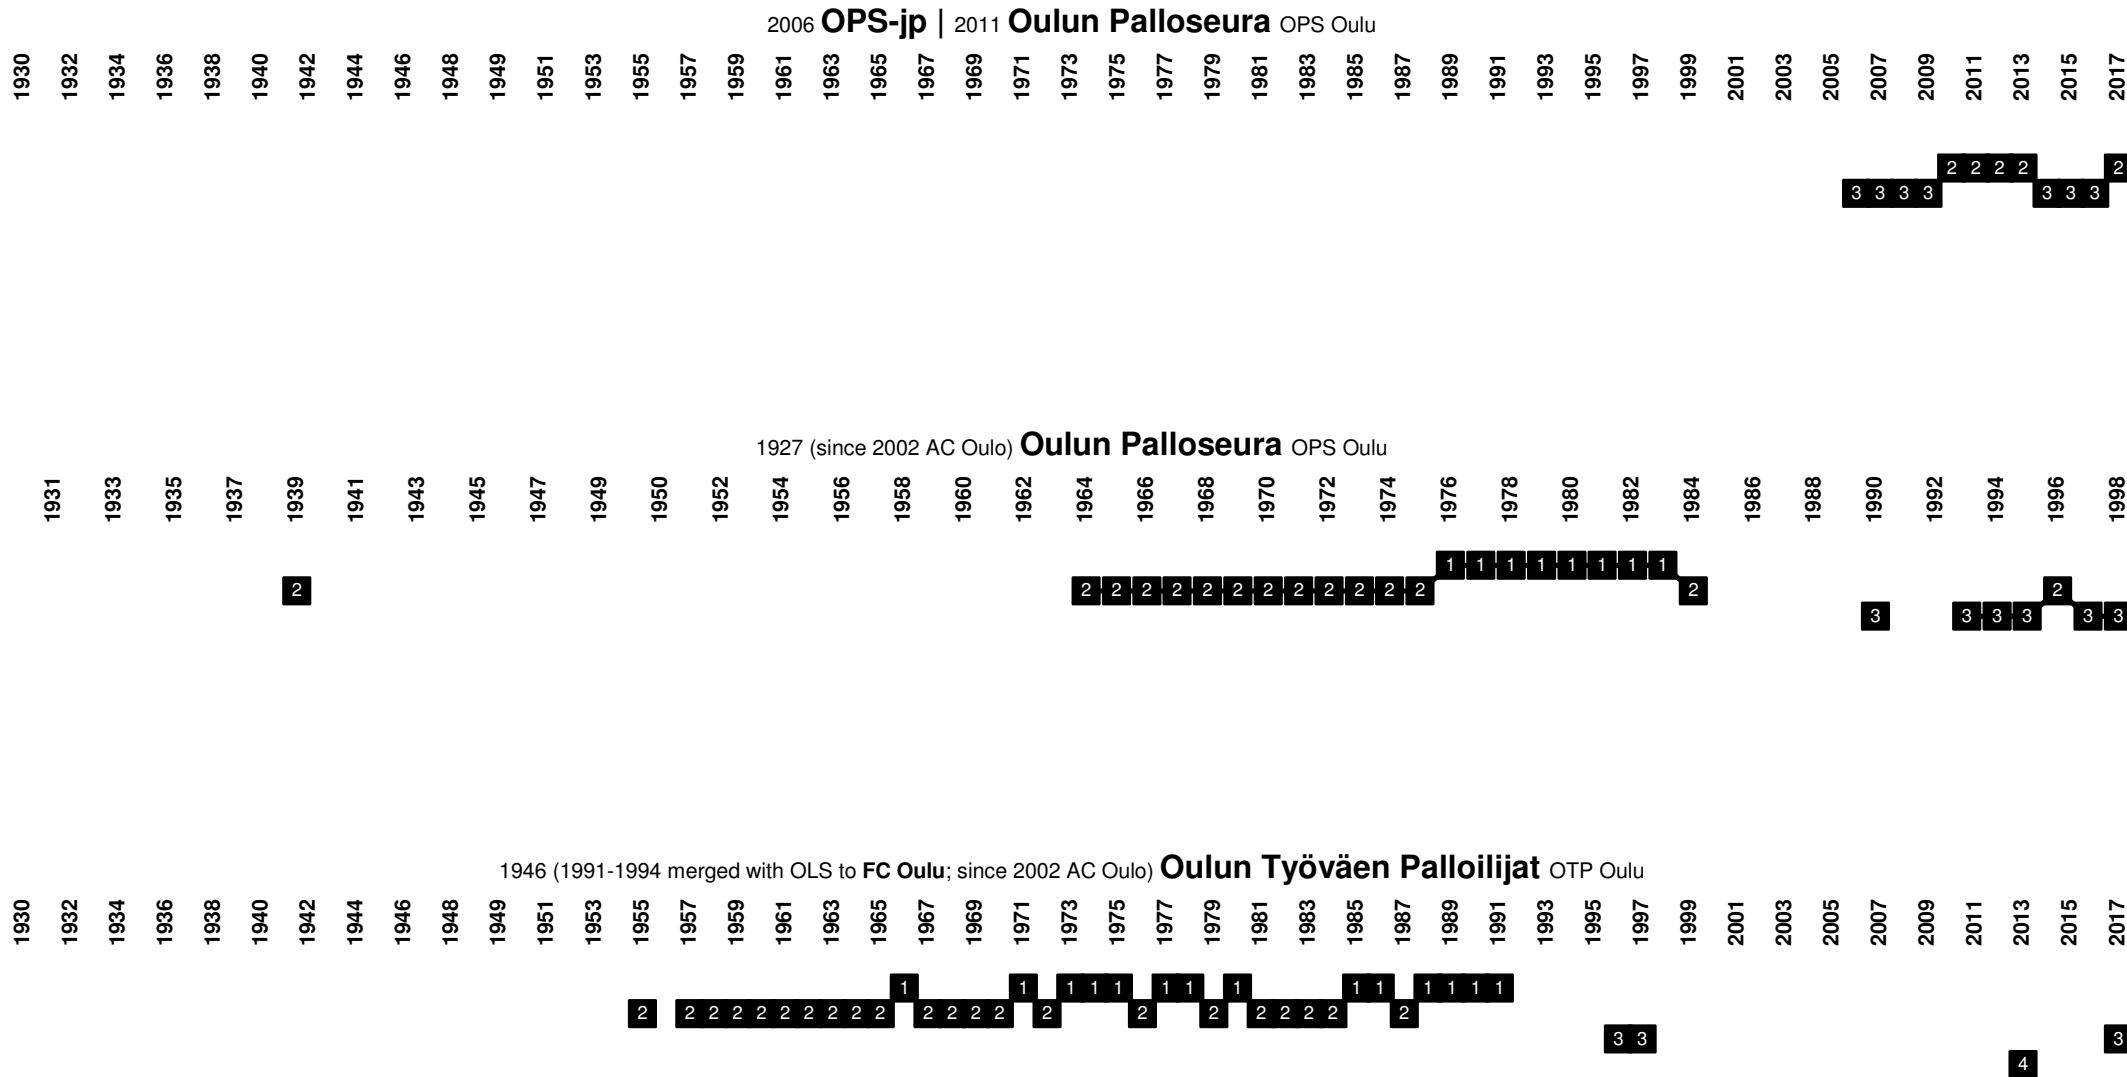 2006 OPS-jp | 2011 Oulun Palloseura OPS Oulu
1930 1932 1934 1936 1938 1940 1942 1944 1946 1948 1949 1951 1953 1955 1957 1959 1961 1963 1965 1967 1969 1971 1973 1975 1977 1979 1981 1983 1985 1987 1989 1991 1993 1995 1997 1999 2001 2003 2005 2007 2009 2011 2013 2015 2017
2 2 2 2 2
3 3 3 3 3 3 3
1927 (since 2002 AC Oulo) Oulun Palloseura OPS Oulu
1931 1933 1935 1937 1939 1941 1943 1945 1947 1949 1950 1952 1954 1956 1958 1960 1962 1964 1966 1968 1970 1972 1974 1976 1978 1980 1982 1984 1986 1988 1990 1992 1994 1996 1998
1 1 1 1 1 1 1 1
2 2 2 2 2 2 2 2 2 2 2 2 2 2 2
3 3 3 3 3 3
1946 (1991-1994 merged with OLS to FC Oulu; since 2002 AC Oulo) Oulun Työväen Palloilijat OTP Oulu
1930 1932 1934 1936 1938 1940 1942 1944 1946 1948 1949 1951 1953 1955 1957 1959 1961 1963 1965 1967 1969 1971 1973 1975 1977 1979 1981 1983 1985 1987 1989 1991 1993 1995 1997 1999 2001 2003 2005 2007 2009 2011 2013 2015 2017
1 1 1 1 1 1 1 1 1 1 1 1 1 1
2 2 2 2 2 2 2 2 2 2 2 2 2 2 2 2 2 2 2 2 2 2
3 3 3
4